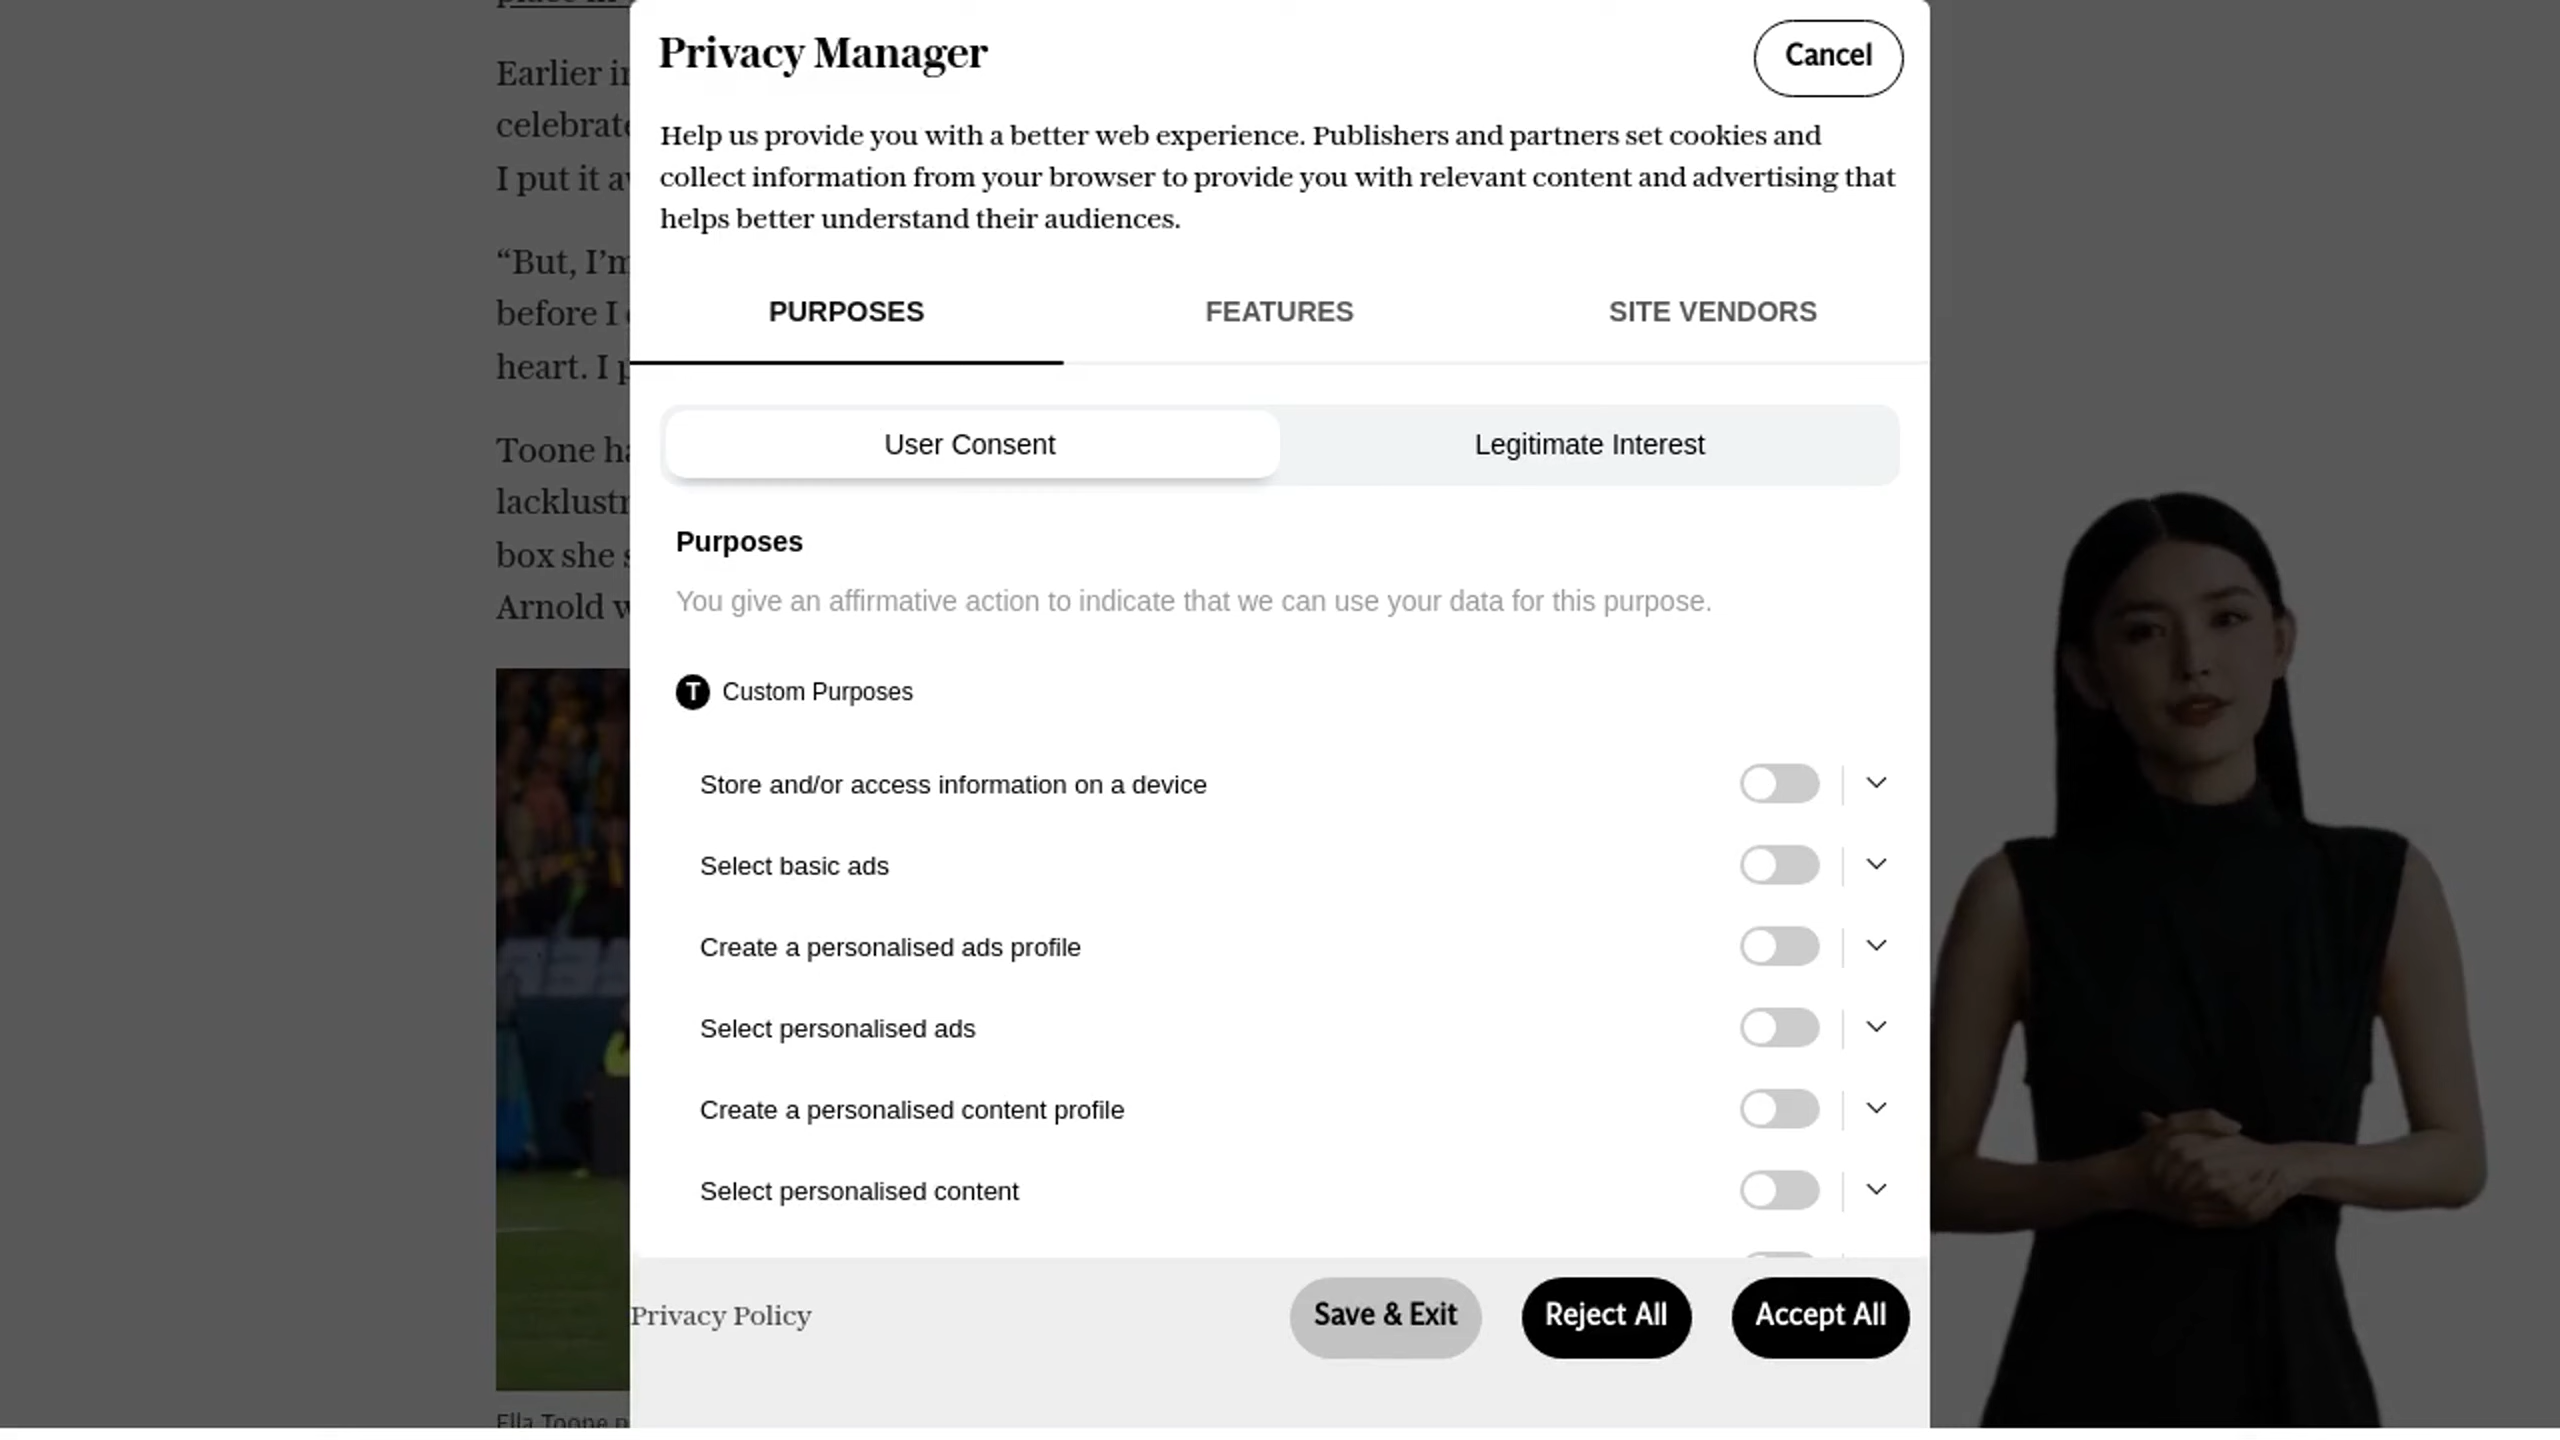 Privacy Manager
Cancel
Help us provide you with a better web experience. Publishers and partners set cookies and
collect information from your browser to provide you with relevant content and advertising that
helps better understand their audiences.
PURPOSES
FEATURES
SITE VENDORS
User Consent
Legitimate Interest
Purposes
You give an affirmative action to indicate that we can use your data for this purpose.
T Custom Purposes
Store and/or access information on a device
Select basic ads
Create a personalised ads profile
Select personalised ads
Create a personalised content profile
Select personalised content
Privacy Policy
Save & Exit
Reject All
Accept All
Earlier
celebrate
I put it
“But, I’m
before I
heart. I
Toone
box she
Arnold
Ella Toone